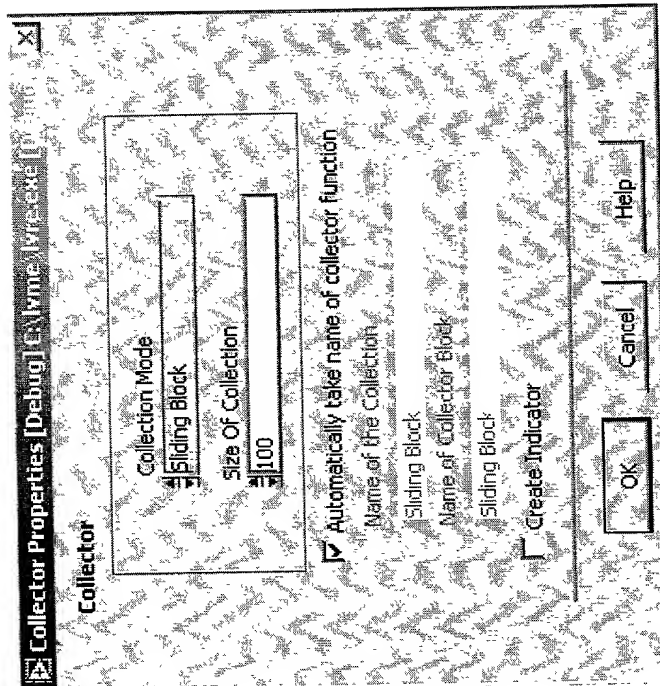 Collector Properties [Debug] C:\lvme\lvre.exe []
Collector
Collection Mode
Sliding Block
Size Of Collection
100
Automatically take name of collector function
Name of the Collection
Sliding Block
Name of Collector Block
Sliding Block
Create Indicator
OK
Cancel
Help